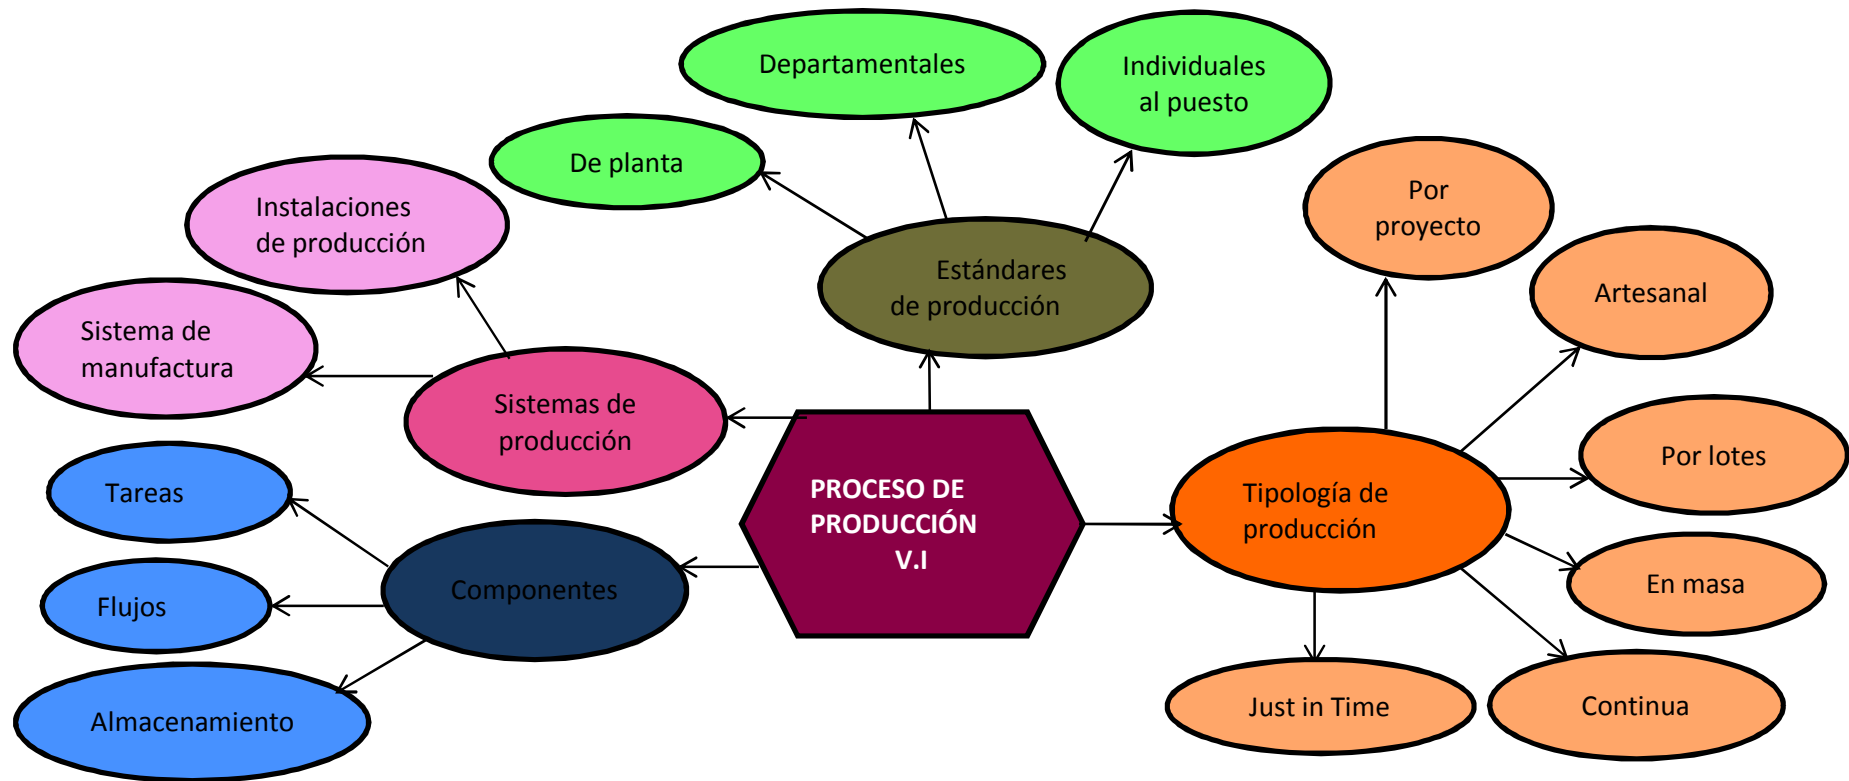 Departamentales
Individuales
al puesto
De planta
Por
proyecto
Instalaciones
de producción
Estándares
de producción
Artesanal
Sistema de
manufactura
Sistemas de
producción
Por lotes
Tareas
PROCESO DE
PRODUCCIÓN
V.I
Tipología de
producción
Componentes
En masa
Flujos
Almacenamiento
Just in Time
Continua